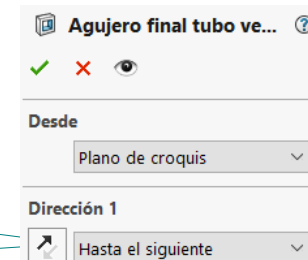 Agujero final tubo ve...
Desde
Plano de croquis
Dirección 1
Hasta el siguiente